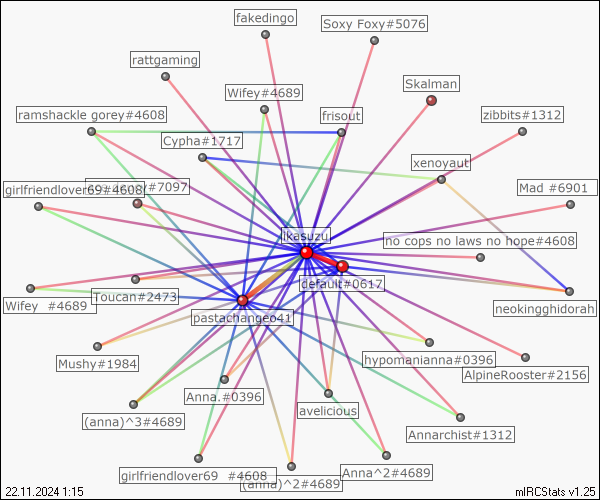 fakedingo
Soxy Foxy#5076
rattgaming
Skalman
Wifey#4689
ramshackle gorey#4608
frisout
zibbits#1312
Cypha#1717
xenoyaut
girlfriendlover69#4608
#7097
Mad #6901
ikasuzu
no cops no laws no hope#4608
default#0617
Wifey #4689
Toucan#2473
neokingghidorah
pastachangeo41
Mushy#1984
hypomanianna#0396
AlpineRooster#2156
Anna.#0396
avelicious
(anna)^3#4689
Annarchist#1312
girlfriendlover69 #4608
(anna)^2#4689
Anna^2#4689
22.11.2024 1:15
mIRCStats v1.25